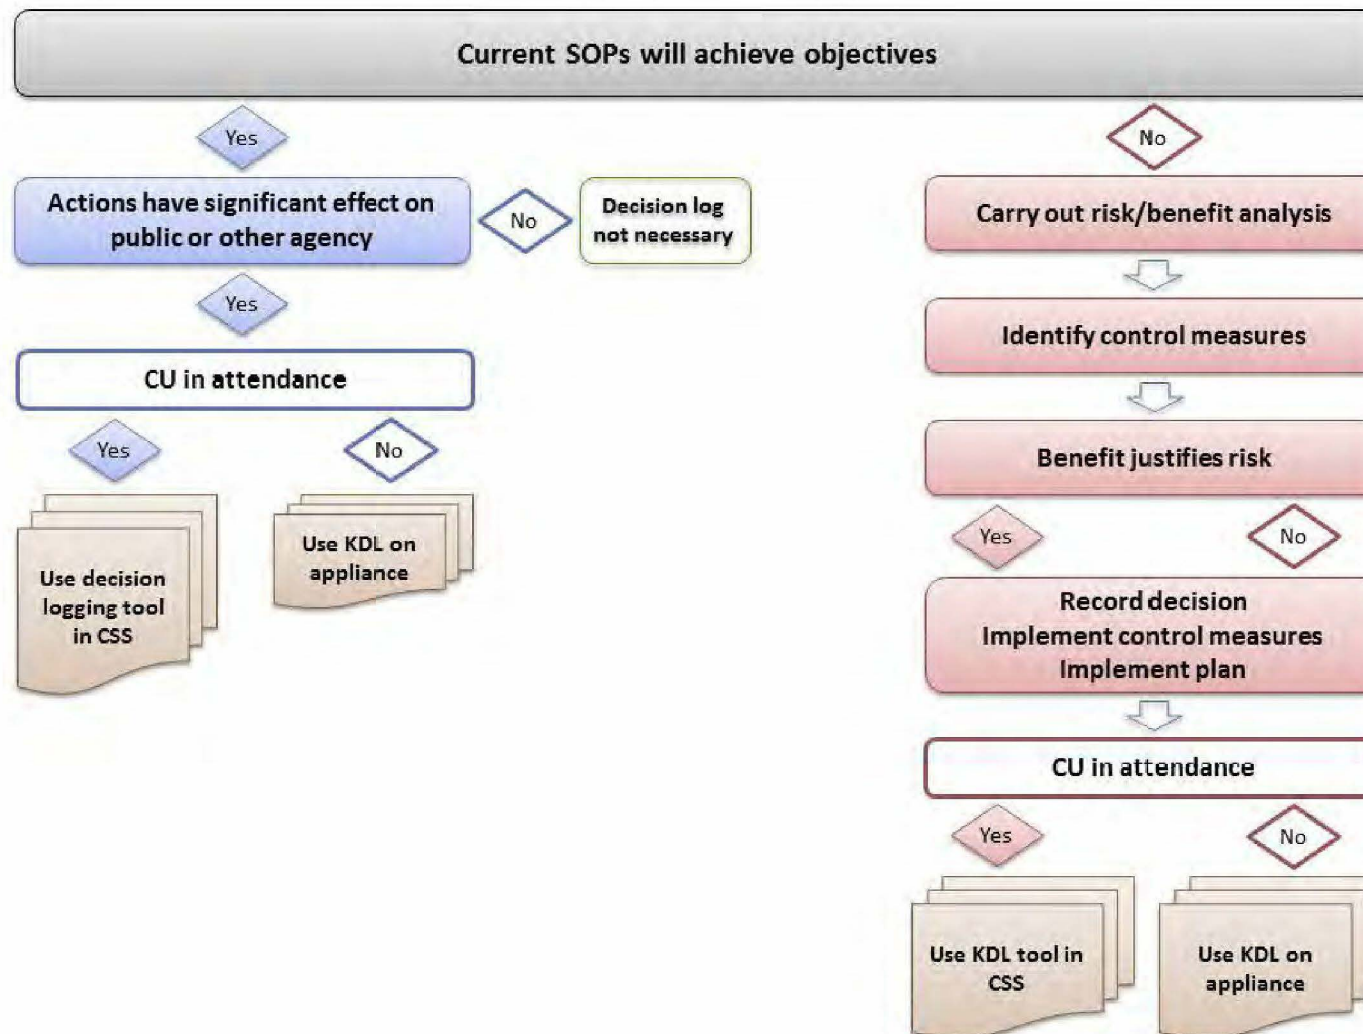 Current SOPs will achieve objectives
Yes
No
Actions have significant effect on
public or other agency
No
Decision log
not necessary
Carry out risk/benefit analysis
Yes
Identify control measures
CU in attendance
Yes
No
Benefit justifies risk
Use decision
logging tool
in CSS
Use KDL on
appliance
Yes
No
Record decision
Implement control measures
Implement plan
CU in attendance
Yes
No
Use KDL tool in
CSS
Use KDL on
appliance